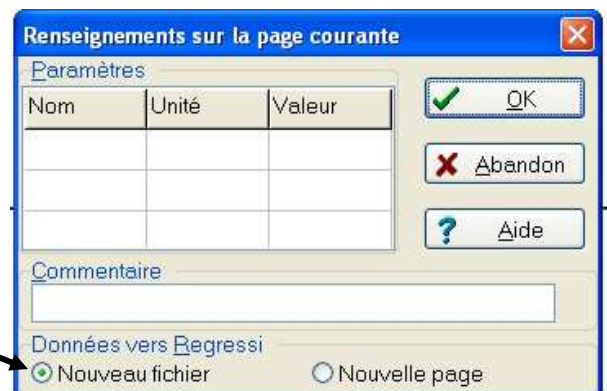 Renseignements sur la page courante
Paramètres
Nom Unité Valeur
OK
Abandon
Aide
Commentaire
Données vers Regressi
Nouveau fichier Nouvelle page